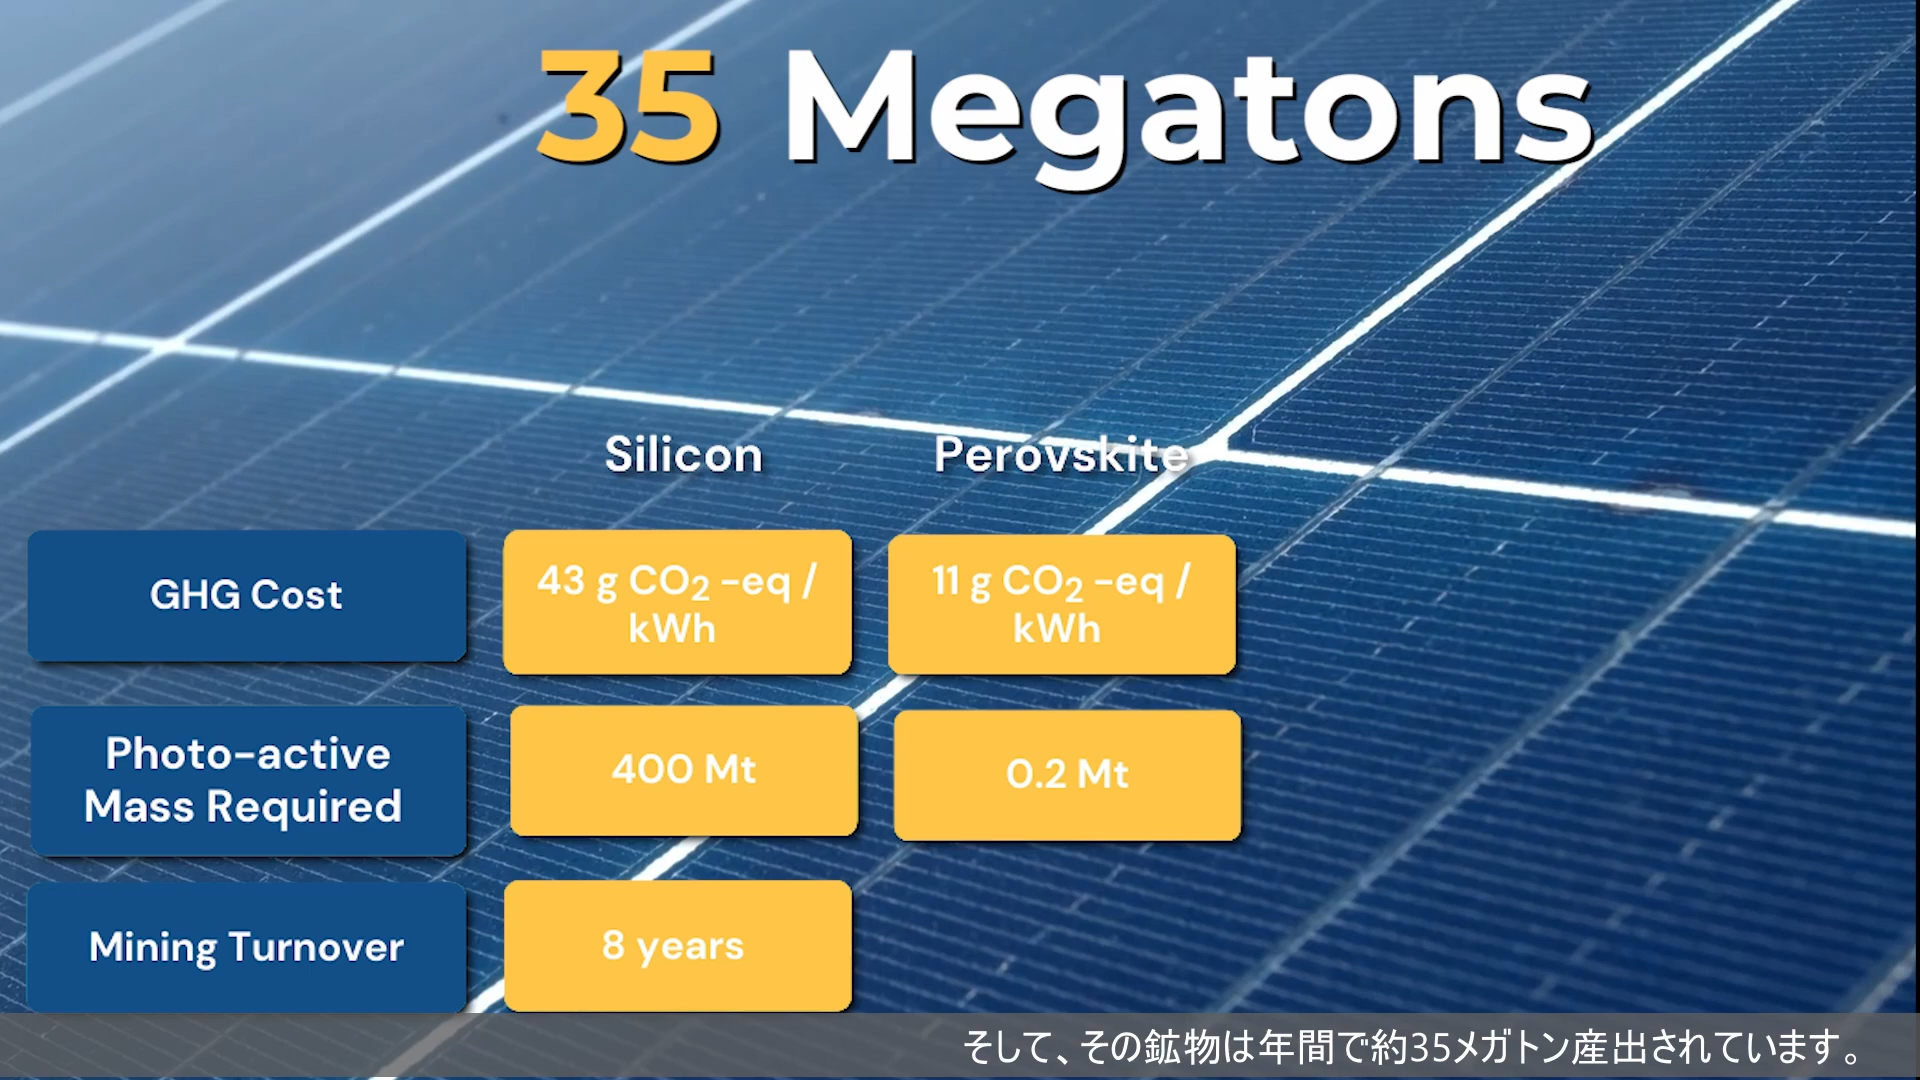 35 Megatons
Silicon Perovskite
GHG Cost
43 g CO₂ -eq /
kWh
11 g CO₂ -eq /
kWh
Photo-active
Mass Required
400 Mt
0.2 Mt
Mining Turnover
8 years
そして、その鉱物は年間で約35メガトン産出されています。